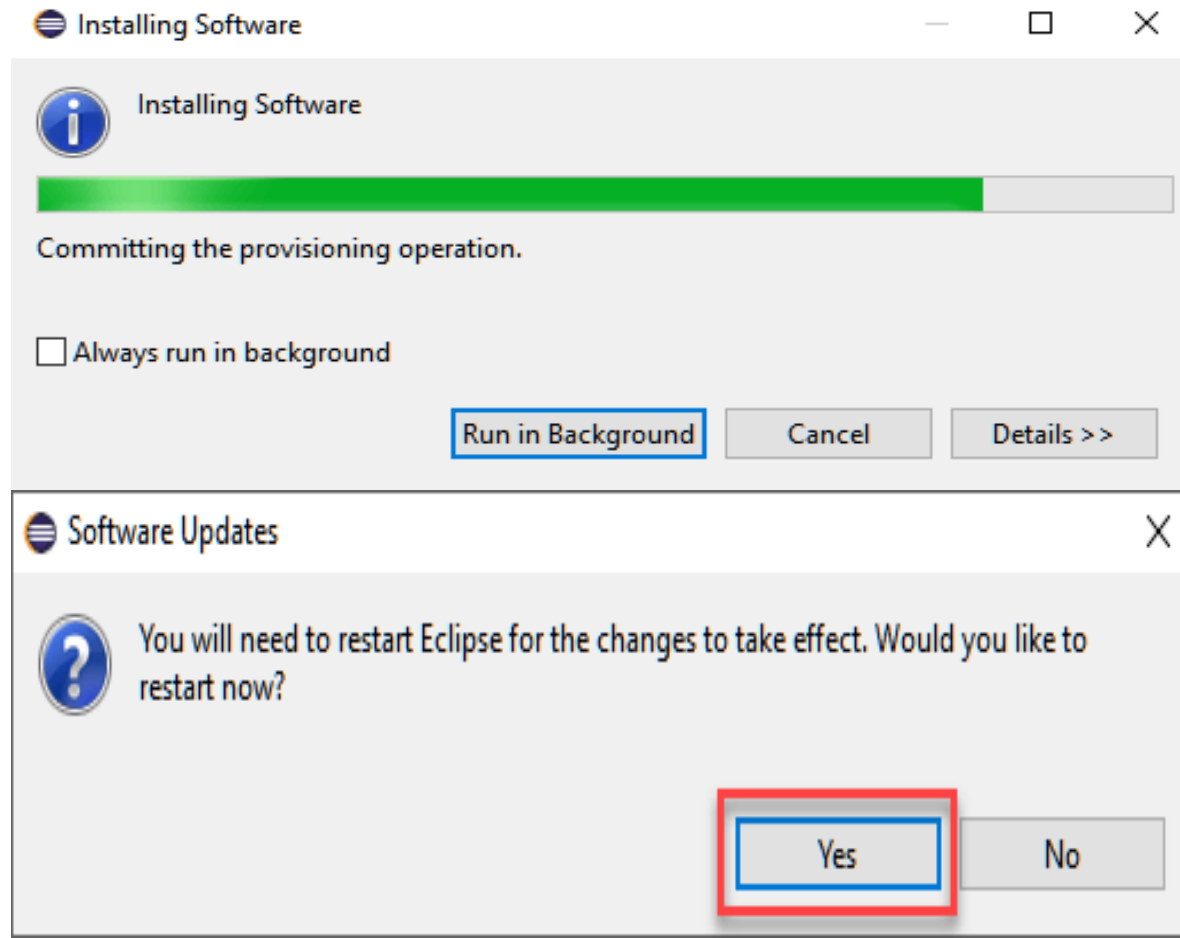 Installing Software
Installing Software
Committing the provisioning operation.
Always run in background
Run in Background Cancel Details >>
Software Updates
You will need to restart Eclipse for the changes to take effect. Would you like to
restart now?
Yes No